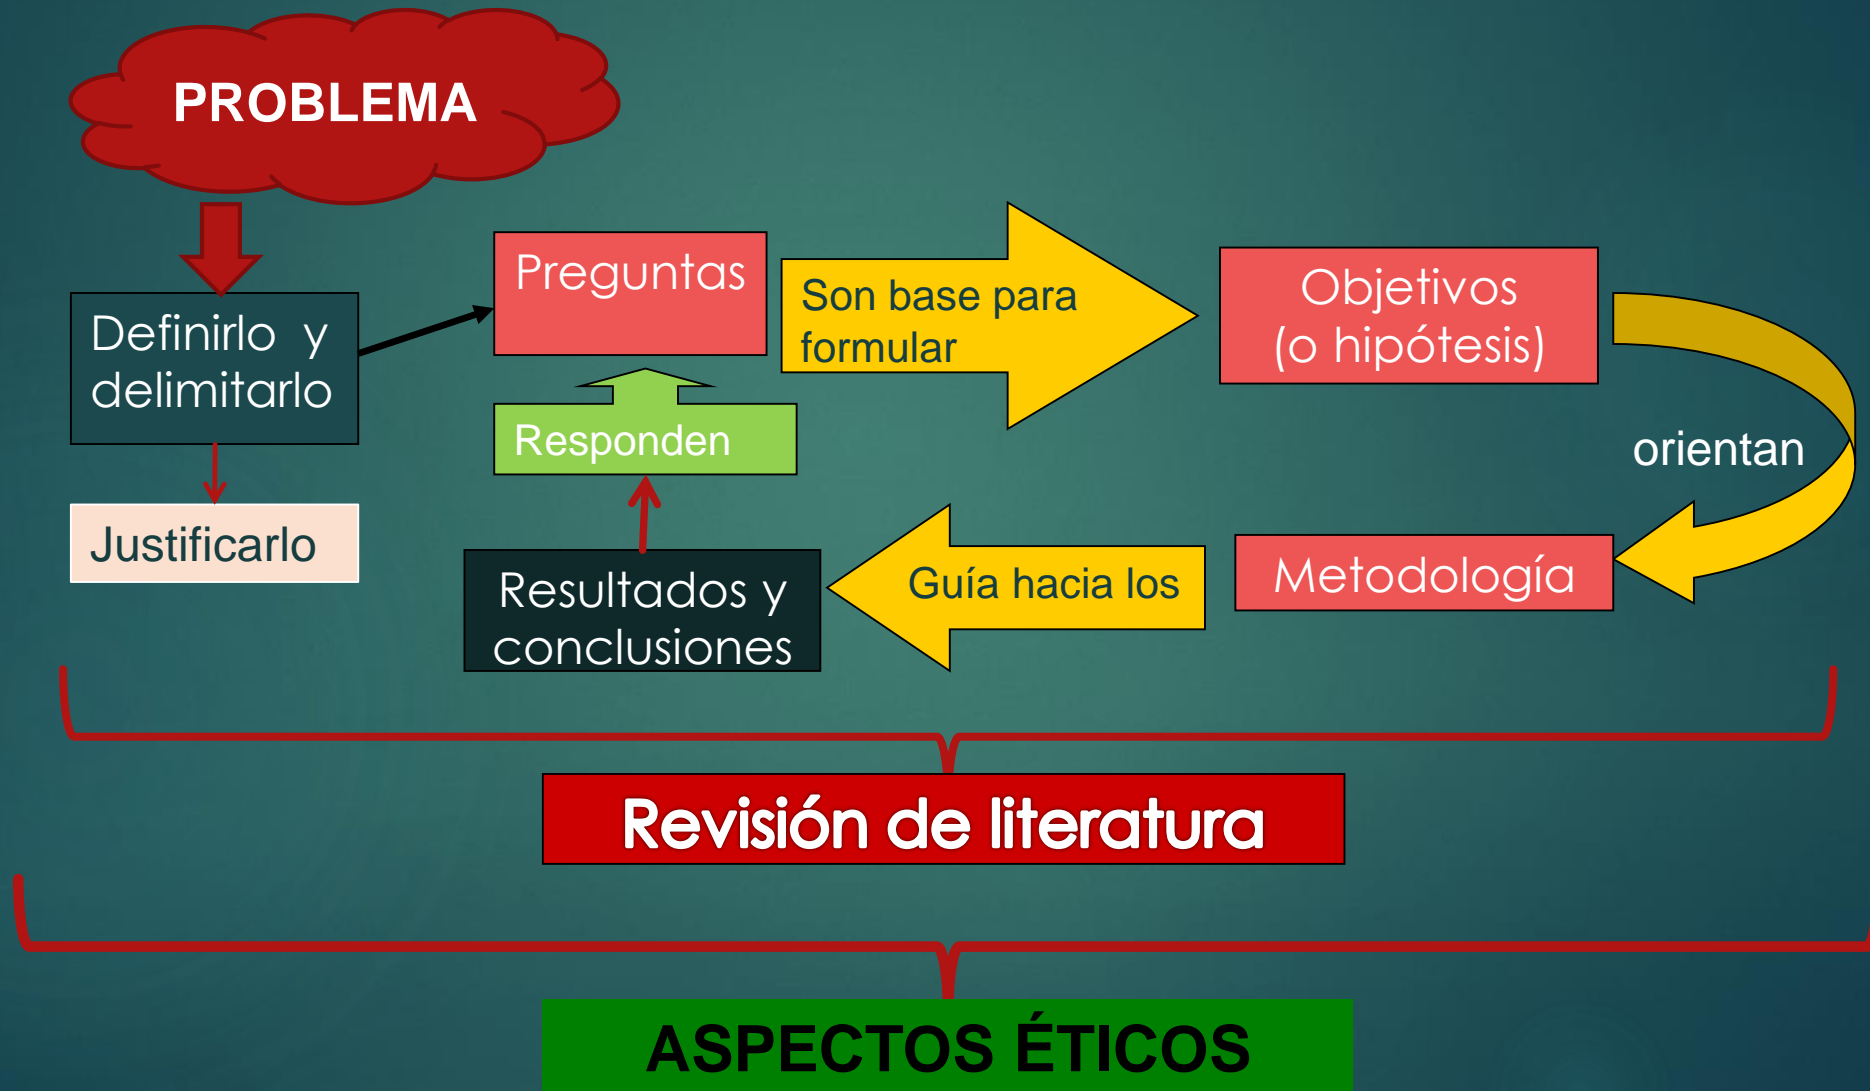 PROBLEMA
Definirlo y
delimitarlo
Justificarlo
Preguntas
Son base para
formular
Objetivos
(o hipótesis)
orientan
Metodología
Guía hacia los
Resultados y
conclusiones
Responden
Revisión de literatura
ASPECTOS ÉTICOS